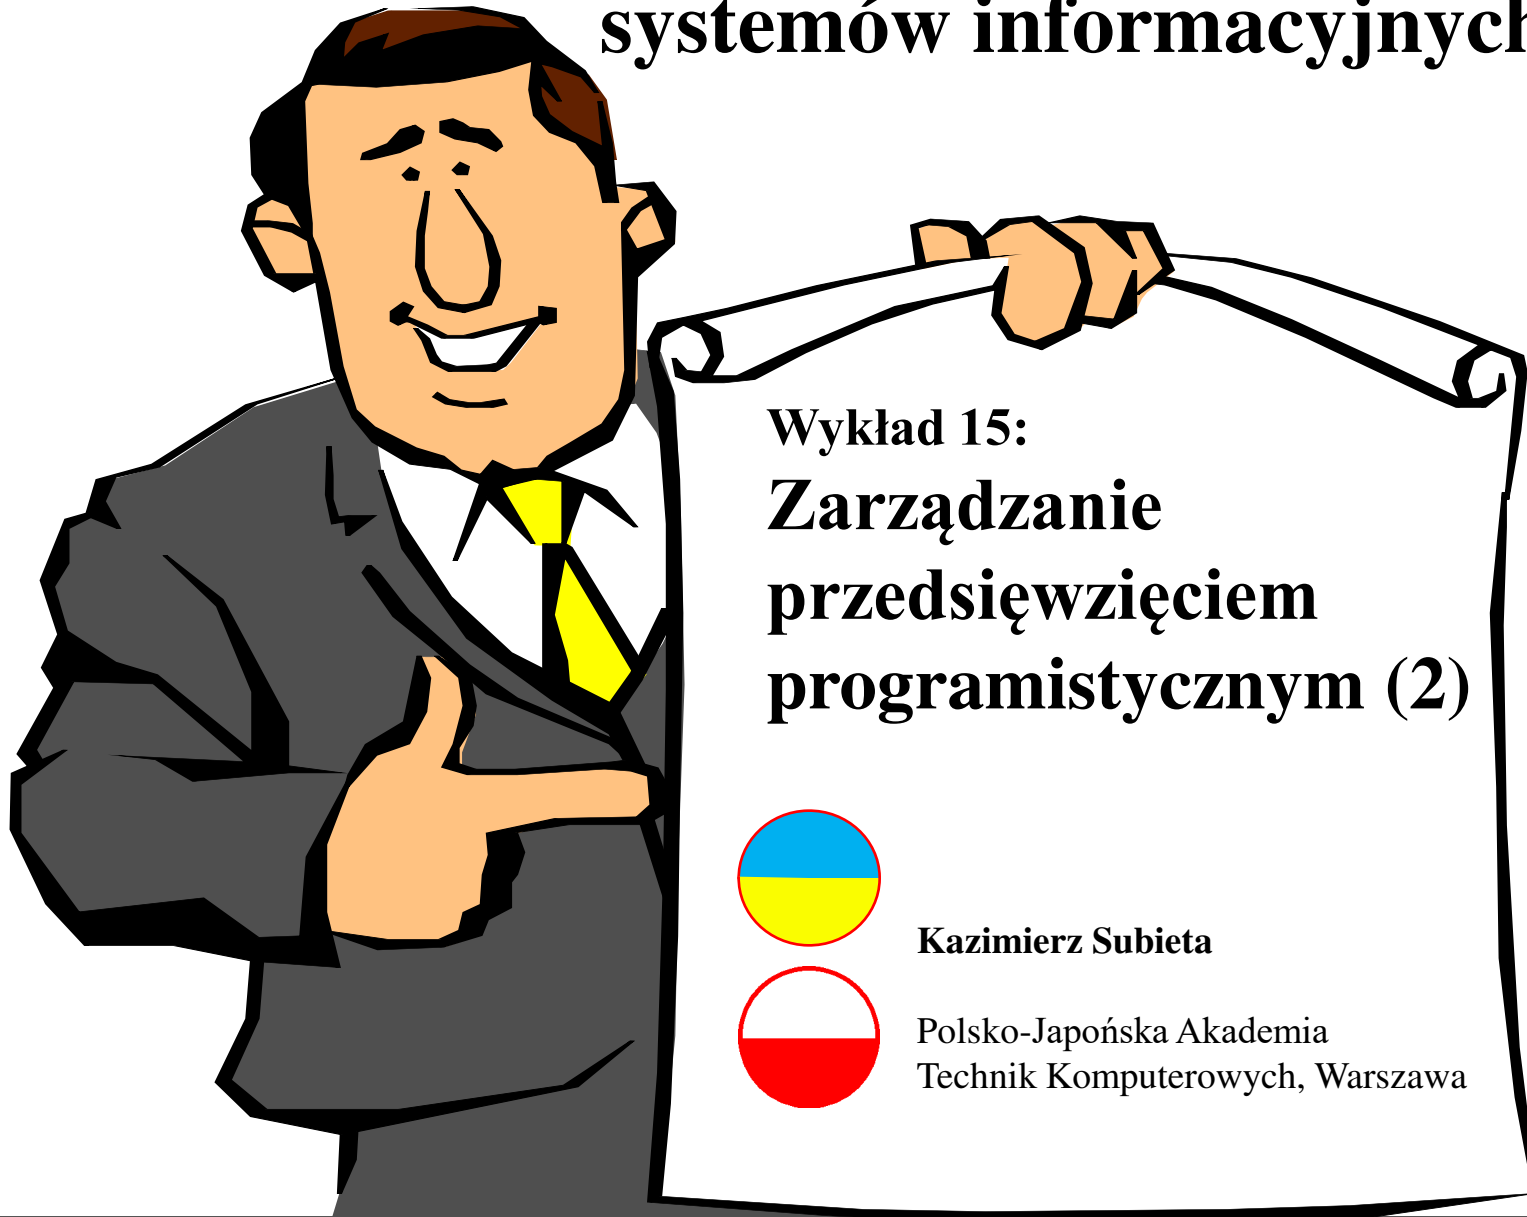 systemów informacyjnych
Wykład 15:
Zarządzanie
przedsięwzięciem
programistycznym (2)
Kazimierz Subieta
Polsko-Japońska Akademia
Technik Komputerowych, Warszawa